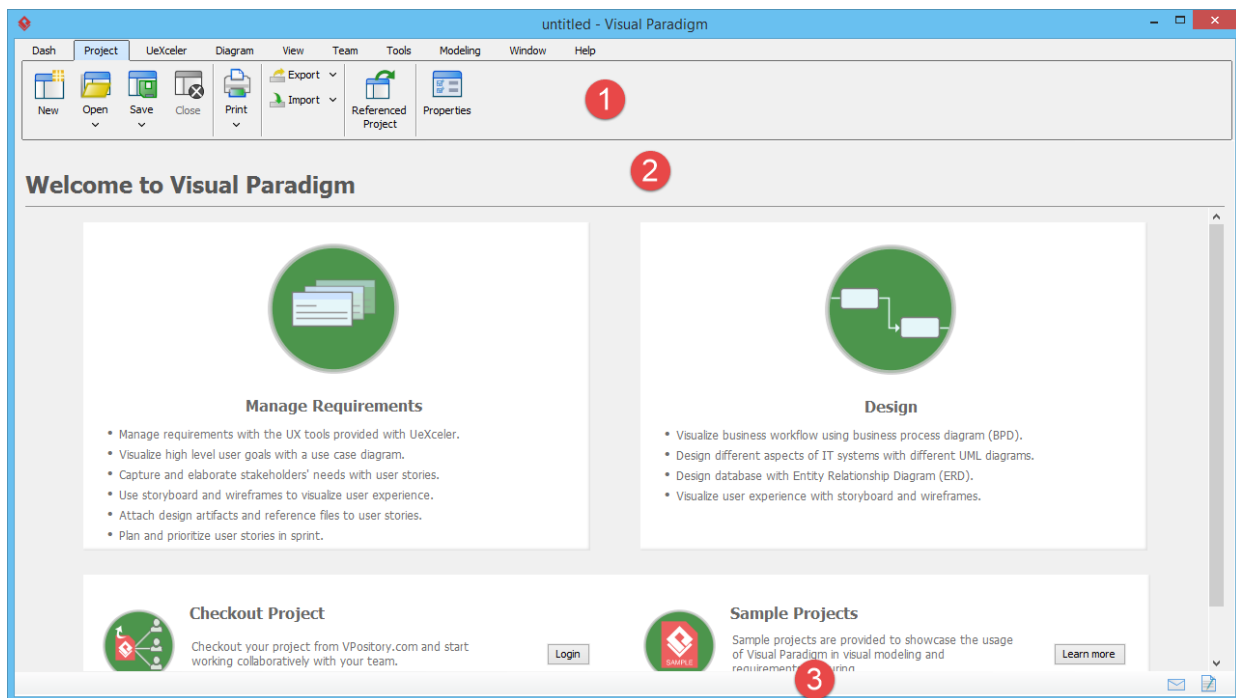 untitled - Visual Paradigm
Dash Project UeXceler Diagram View Team Tools Modeling Window Help
New Open Save Close Print Export Import Referenced Project Properties
1
2
Welcome to Visual Paradigm
Manage Requirements
• Manage requirements with the UX tools provided with UeXceler.
• Visualize high level user goals with a use case diagram.
• Capture and elaborate stakeholders' needs with user stories.
• Use storyboard and wireframes to visualize user experience.
• Attach design artifacts and reference files to user stories.
• Plan and prioritize user stories in sprint.
Design
• Visualize business workflow using business process diagram (BPD).
• Design different aspects of IT systems with different UML diagrams.
• Design database with Entity Relationship Diagram (ERD).
• Visualize user experience with storyboard and wireframes.
Checkout Project
Checkout your project from VPository.com and start
working collaboratively with your team.
Login
SAMPLE
Sample Projects
Sample projects are provided to showcase the usage
of Visual Paradigm in visual modeling and
Learn more
3